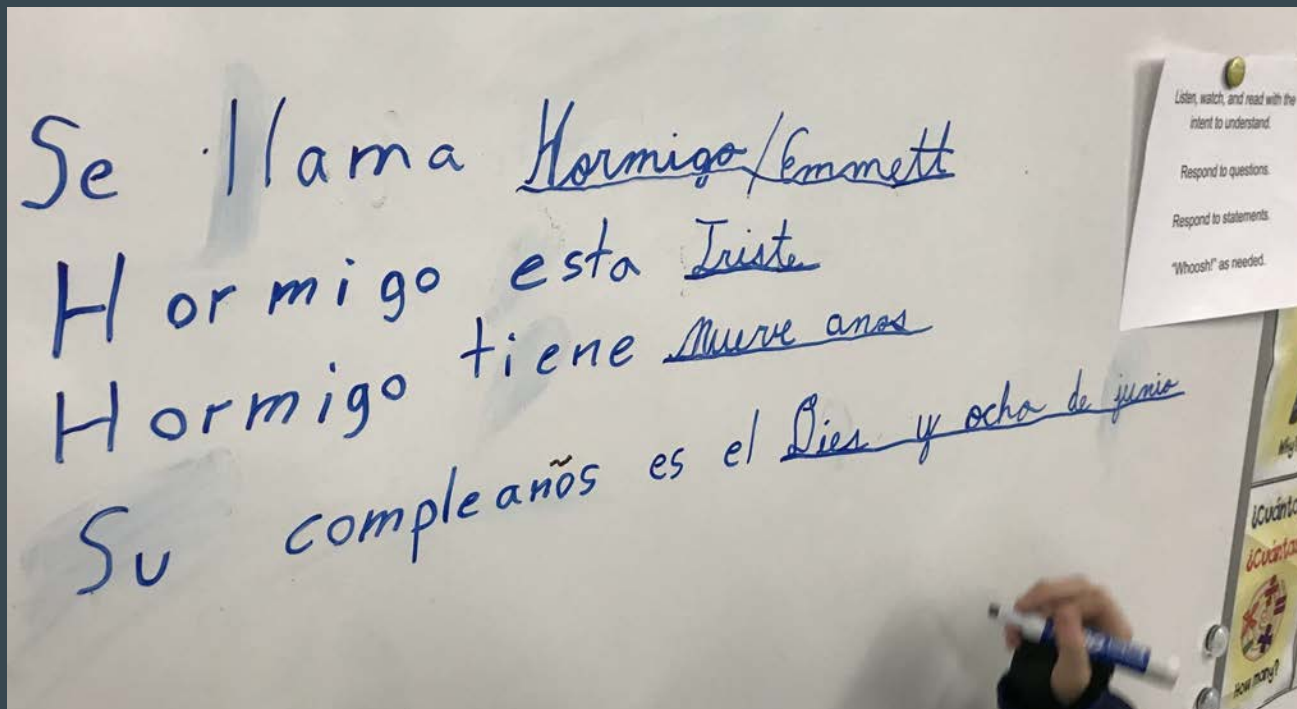 Se llama Hormigo/Emmett
Hormigo esta Triste
Hormigo tiene nueve anos
Su compleaños es el Dies y ocho de junio
Listen, watch, and read with the
intent to understand.
Respond to questions.
Respond to statements.
"Whoosh!" as needed.
Why?
¿Cuánto
¿Cuánta
How many?